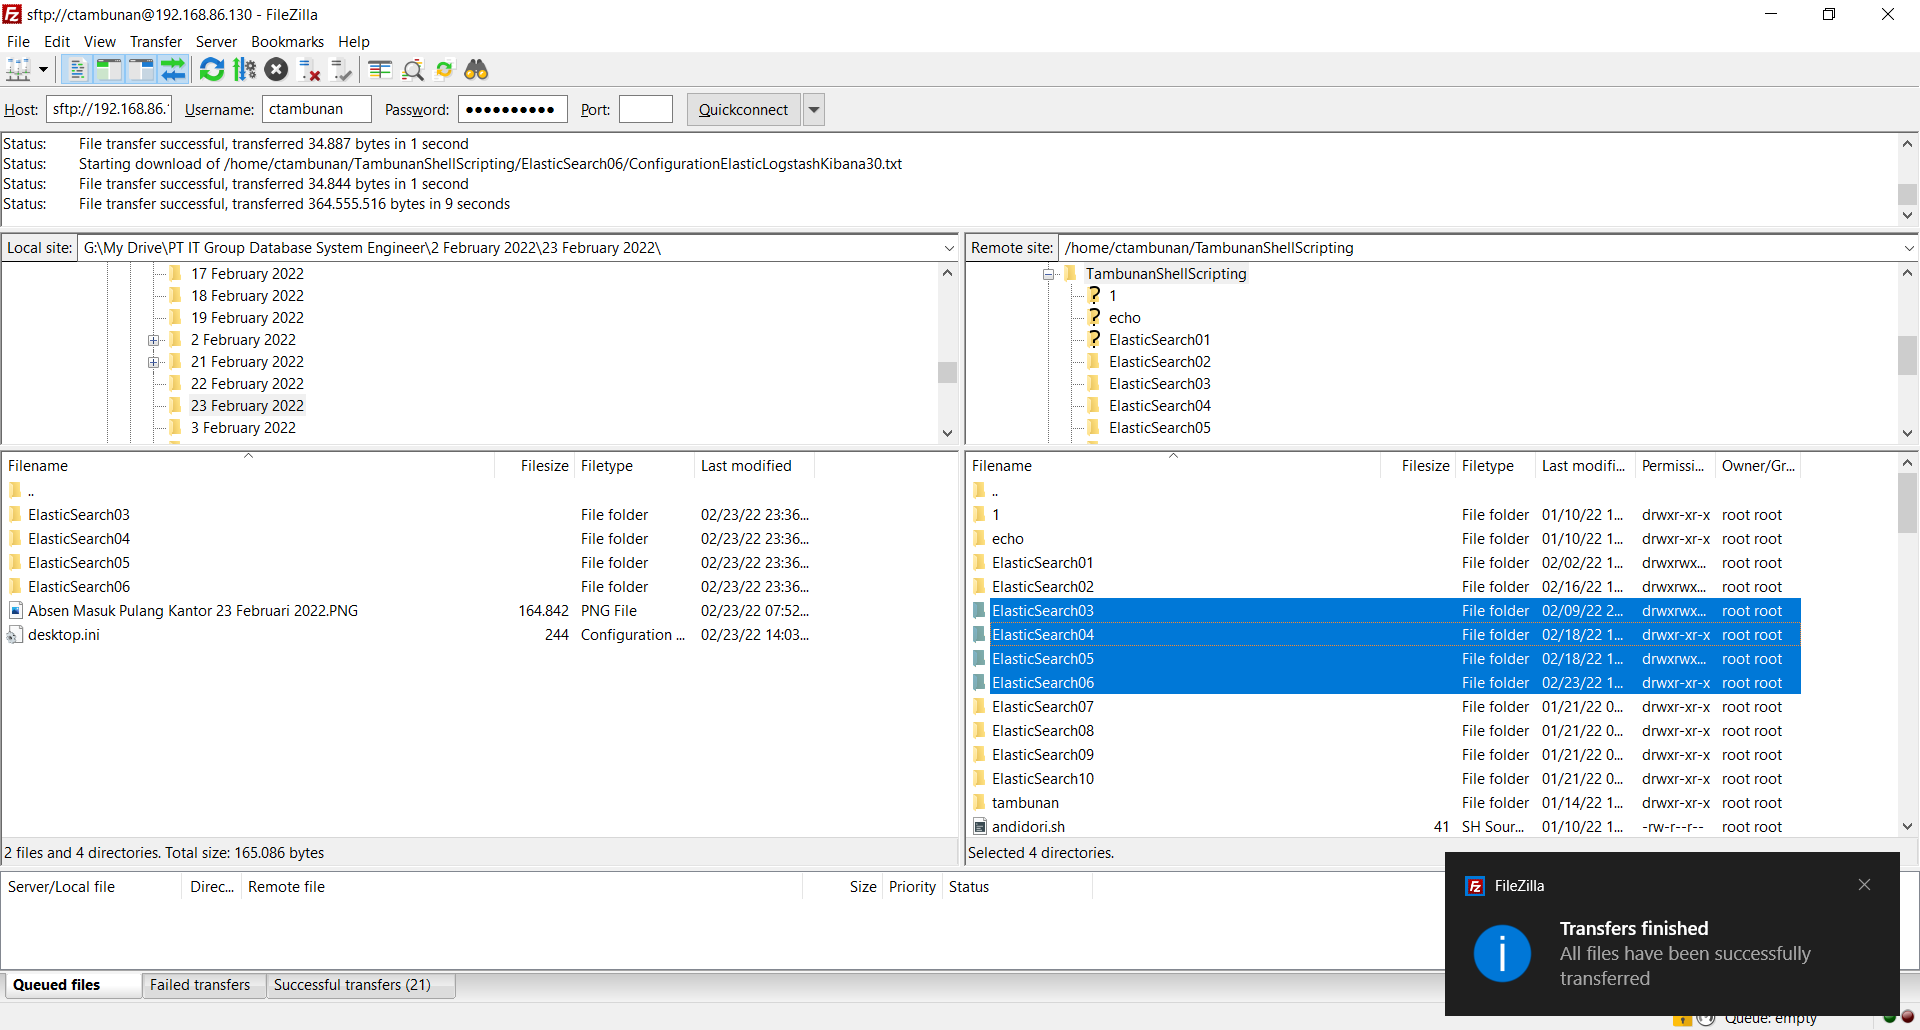 sftp://ctambunan@192.168.86.130 - FileZilla
File Edit View Transfer Server Bookmarks Help
Host: sftp://192.168.86. Username: ctambunan Password: ●●●●●●●●●● Port: Quickconnect
Status: File transfer successful, transferred 34.887 bytes in 1 second
Status: Starting download of /home/ctambunan/TambunanShellScripting/ElasticSearch06/ConfigurationElasticLogstashKibana30.txt
Status: File transfer successful, transferred 34.844 bytes in 1 second
Status: File transfer successful, transferred 364.555.516 bytes in 9 seconds
Local site: G:\My Drive\PT IT Group Database System Engineer\2 February 2022\23 February 2022\
17 February 2022
18 February 2022
19 February 2022
2 February 2022
21 February 2022
22 February 2022
23 February 2022
3 February 2022
Filename Filesize Filetype Last modified
..
ElasticSearch03 File folder 02/23/22 23:36...
ElasticSearch04 File folder 02/23/22 23:36...
ElasticSearch05 File folder 02/23/22 23:36...
ElasticSearch06 File folder 02/23/22 23:36...
Absen Masuk Pulang Kantor 23 Februari 2022.PNG 164.842 PNG File 02/23/22 07:52...
desktop.ini 244 Configuration ... 02/23/22 14:03...
2 files and 4 directories. Total size: 165.086 bytes
Remote site: /home/ctambunan/TambunanShellScripting
TambunanShellScripting
? 1
? echo
? ElasticSearch01
ElasticSearch02
ElasticSearch03
ElasticSearch04
ElasticSearch05
Filename Filesize Filetype Last modifi... Permissi... Owner/Gr...
..
1 File folder 01/10/22 1... drwxr-xr-x root root
echo File folder 01/10/22 1... drwxr-xr-x root root
ElasticSearch01 File folder 02/02/22 1... drwxrwx... root root
ElasticSearch02 File folder 02/16/22 1... drwxrwx... root root
ElasticSearch03 File folder 02/09/22 2... drwxrwx... root root
ElasticSearch04 File folder 02/18/22 1... drwxr-xr-x root root
ElasticSearch05 File folder 02/18/22 1... drwxrwx... root root
ElasticSearch06 File folder 02/23/22 1... drwxr-xr-x root root
ElasticSearch07 File folder 01/21/22 0... drwxr-xr-x root root
ElasticSearch08 File folder 01/21/22 0... drwxr-xr-x root root
ElasticSearch09 File folder 01/21/22 0... drwxr-xr-x root root
ElasticSearch10 File folder 01/21/22 0... drwxr-xr-x root root
tambunan File folder 01/14/22 1... drwxr-xr-x root root
andidori.sh 41 SH Sour... 01/10/22 1... -rw-r--r-- root root
Selected 4 directories.
Server/Local file Direc... Remote file Size Priority Status
FileZilla
Transfers finished
All files have been successfully
transferred
Queued files Failed transfers Successful transfers (21)
Queue: empty